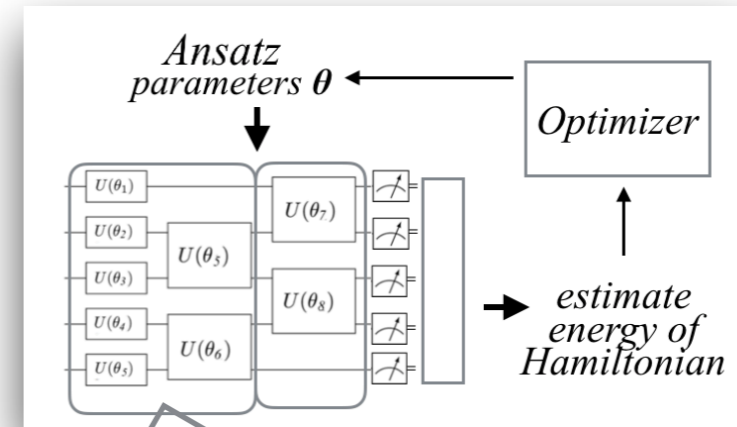 Ansatz
parameters θ
Optimizer
U(θ₁)
U(θ₂)
U(θ₃)
U(θ₄)
U(θ₅)
U(θ₅)
U(θ₆)
U(θ₇)
U(θ₈)
estimate
energy of
Hamiltonian